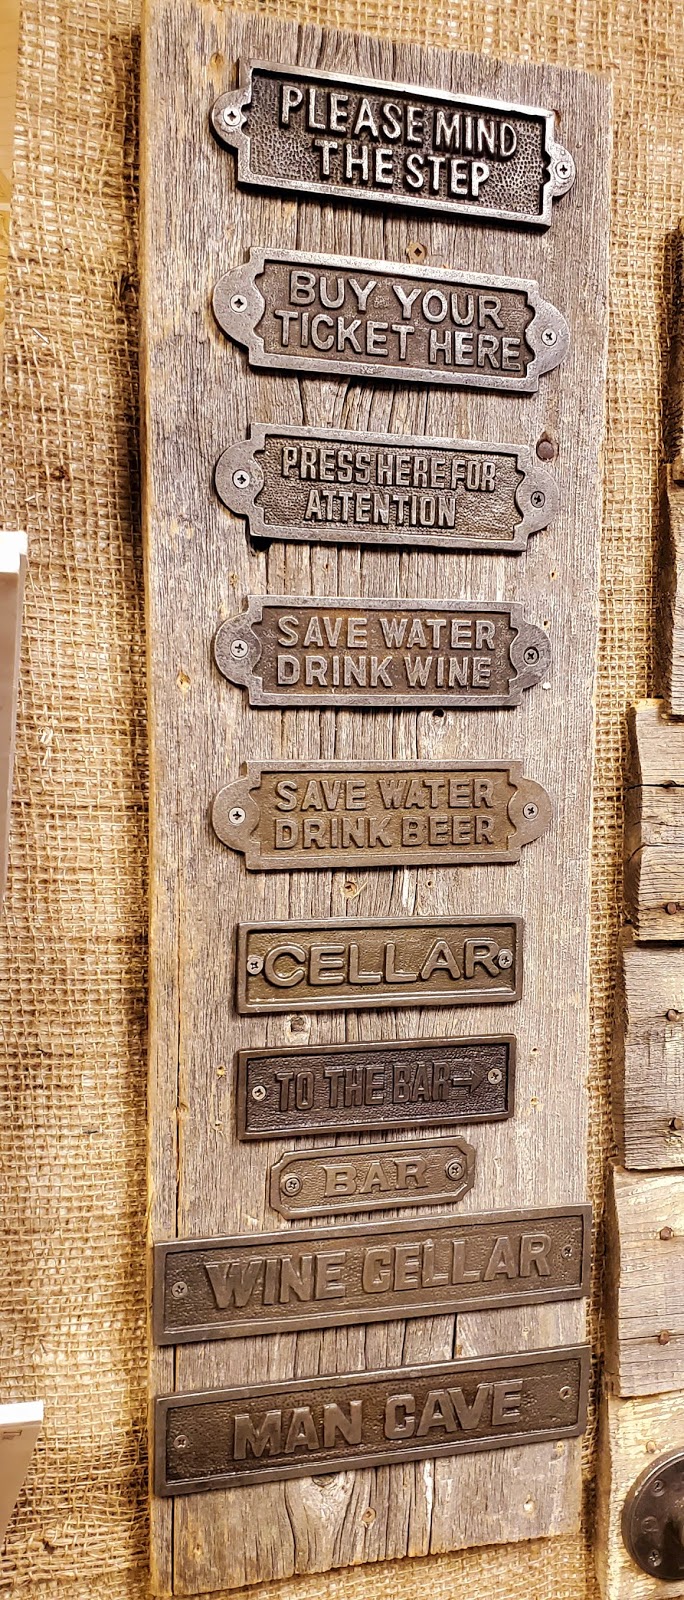 PLEASE MIND
THE STEP
BUY YOUR
TICKET HERE
PRESS HERE FOR
ATTENTION
SAVE WATER
DRINK WINE
SAVE WATER
DRINK BEER
CELLAR
TO THE BAR→
BAR
WINE CELLAR
MAN CAVE